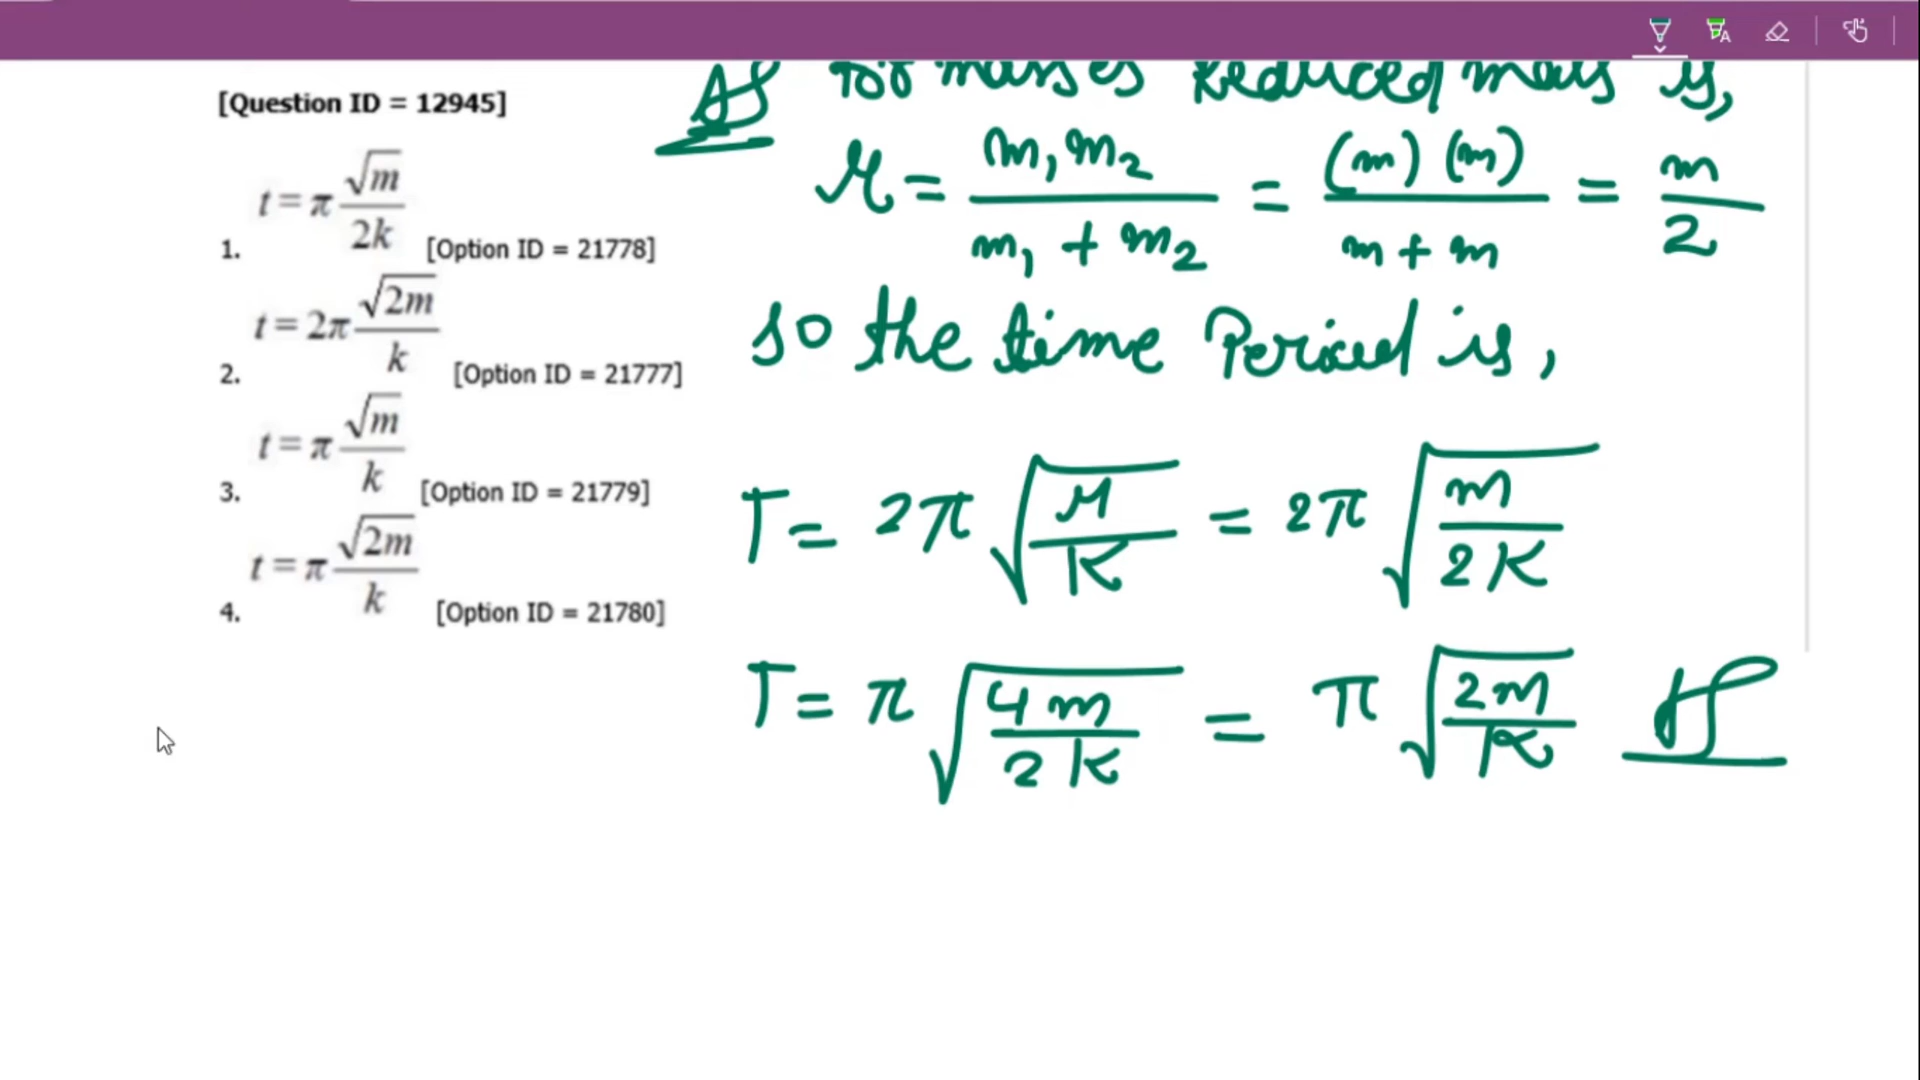 [Question ID = 12945]
1. t = π √m / 2k [Option ID = 21778]
2. t = 2π √2m / k [Option ID = 21777]
3. t = π √m / k [Option ID = 21779]
4. t = π √2m / k [Option ID = 21780]
for masses Reduced mass is,
μ = m₁m₂ / m₁ + m₂ = (m)(m) / m + m = m / 2
so the time Period is,
T = 2π √(μ / K) = 2π √(m / 2K)
T = π √(4m / 2K) = π √(2m / K)